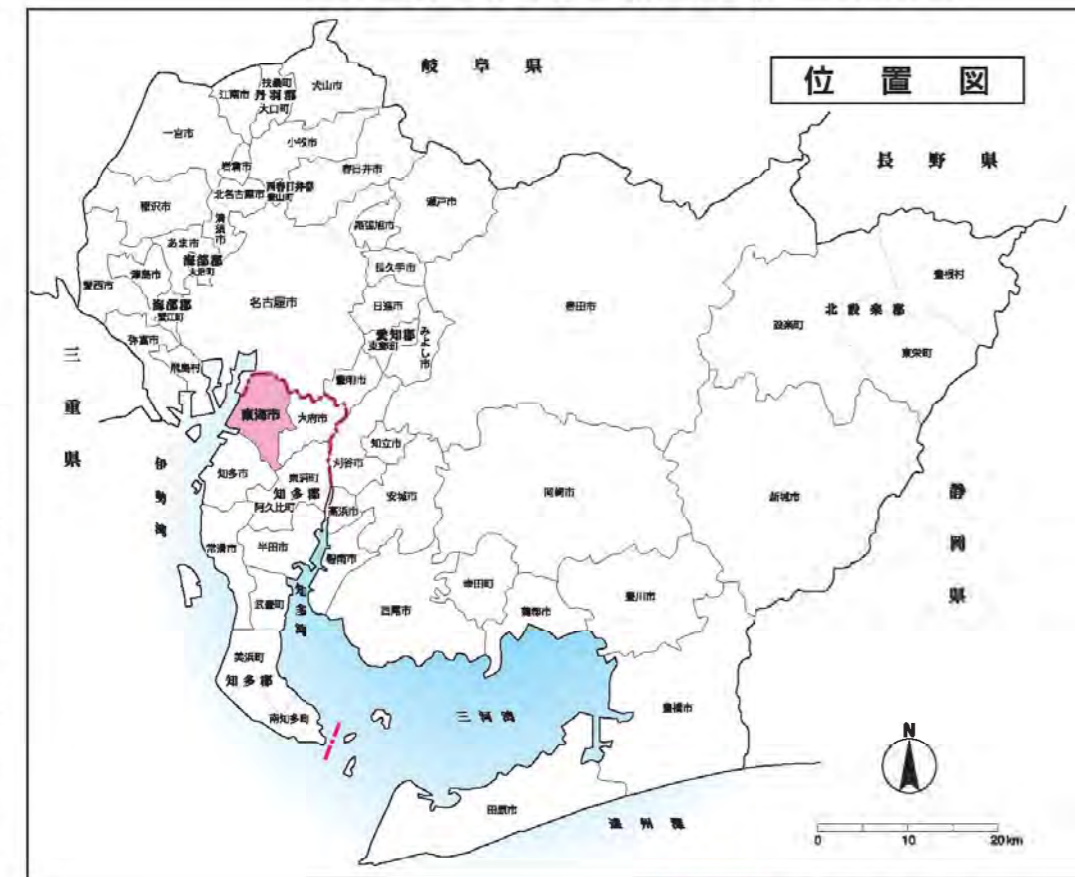 位置図
岐阜県
長野県
三重県
静岡県
扶桑町
丹羽郡
大口町
江南市
犬山市
一宮市
小牧市
岩倉市
春日井市
北名古屋市
西春日井郡
豊山町
瀬戸市
稲沢市
清須市
尾張旭市
あま市
海部郡
大治町
長久手市
愛西市
津島市
海部郡
蟹江町
名古屋市
日進市
豊田市
愛知郡
東郷町
みよし市
弥富市
飛島村
豊明市
設楽町
北設楽郡
豊根村
東栄町
東海市
大府市
知立市
刈谷市
知多市
東浦町
知多郡
阿久比町
高浜市
安城市
岡崎市
新城市
伊勢湾
常滑市
半田市
碧南市
武豊町
知多湾
西尾市
幸田町
蒲郡市
豊川市
美浜町
知多郡
南知多町
三河湾
豊橋市
田原市
遠州灘
N
0 10 20km